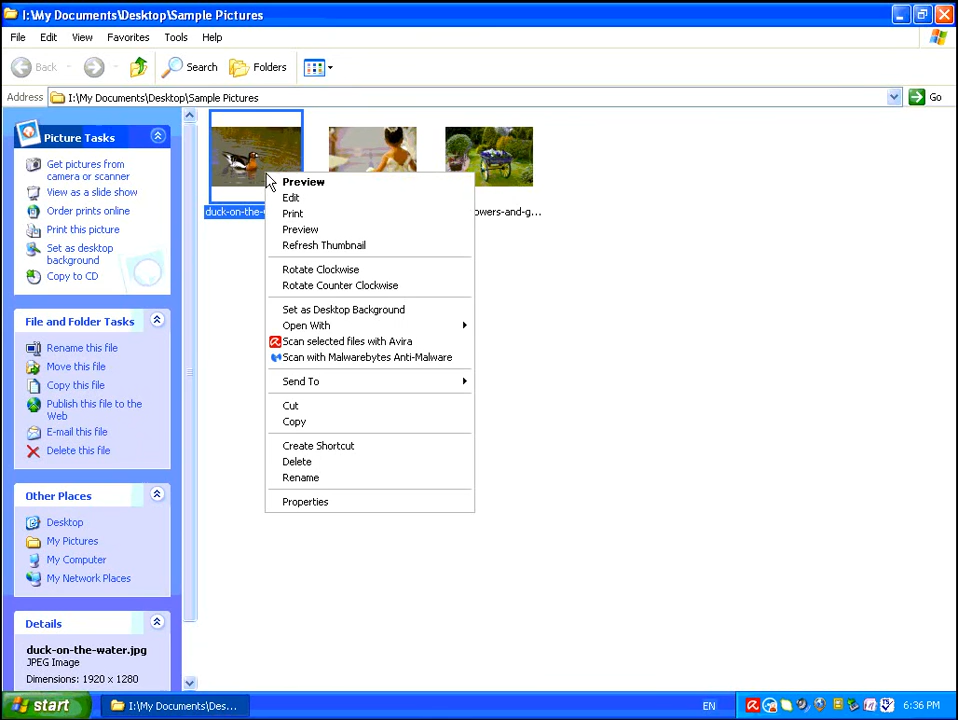 I:\My Documents\Desktop\Sample Pictures
File Edit View Favorites Tools Help
Back Search Folders
Address I:\My Documents\Desktop\Sample Pictures Go
Picture Tasks
Get pictures from
camera or scanner
View as a slide show
Order prints online
Print this picture
Set as desktop
background
Copy to CD
File and Folder Tasks
Rename this file
Move this file
Copy this file
Publish this file to the
Web
E-mail this file
Delete this file
Other Places
Desktop
My Pictures
My Computer
My Network Places
Details
duck-on-the-water.jpg
JPEG Image
Dimensions: 1920 x 1280
duck-on-the-
owers-and-g...
Preview
Edit
Print
Preview
Refresh Thumbnail
Rotate Clockwise
Rotate Counter Clockwise
Set as Desktop Background
Open With
Scan selected files with Avira
Scan with Malwarebytes Anti-Malware
Send To
Cut
Copy
Create Shortcut
Delete
Rename
Properties
start I:\My Documents\Des... EN 6:36 PM